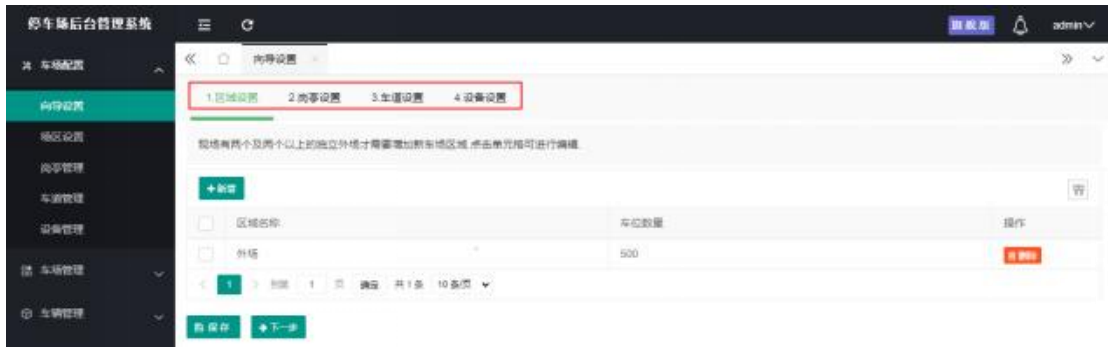 停车场后台管理系统
旗舰版
admin
车场配置
向导设置
向导设置
场区设置
岗亭管理
车道管理
设备管理
车场管理
车辆管理
1.区域设置 2.岗亭设置 3.车道设置 4.设备设置
现场有两个及两个以上的独立外场才需要增加新车场区域,点击单元格可进行编辑.
+新增
区域名称 车位数量 操作
外场 500 删除
1 到第 1 页 确定 共1条 10条/页
保存 下一步